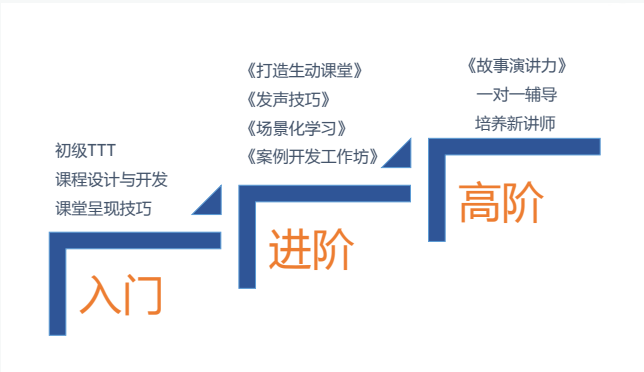 初级TTT
课程设计与开发
课堂呈现技巧
入门
《打造生动课堂》
《发声技巧》
《场景化学习》
《案例开发工作坊》
进阶
《故事演讲力》
一对一辅导
培养新讲师
高阶